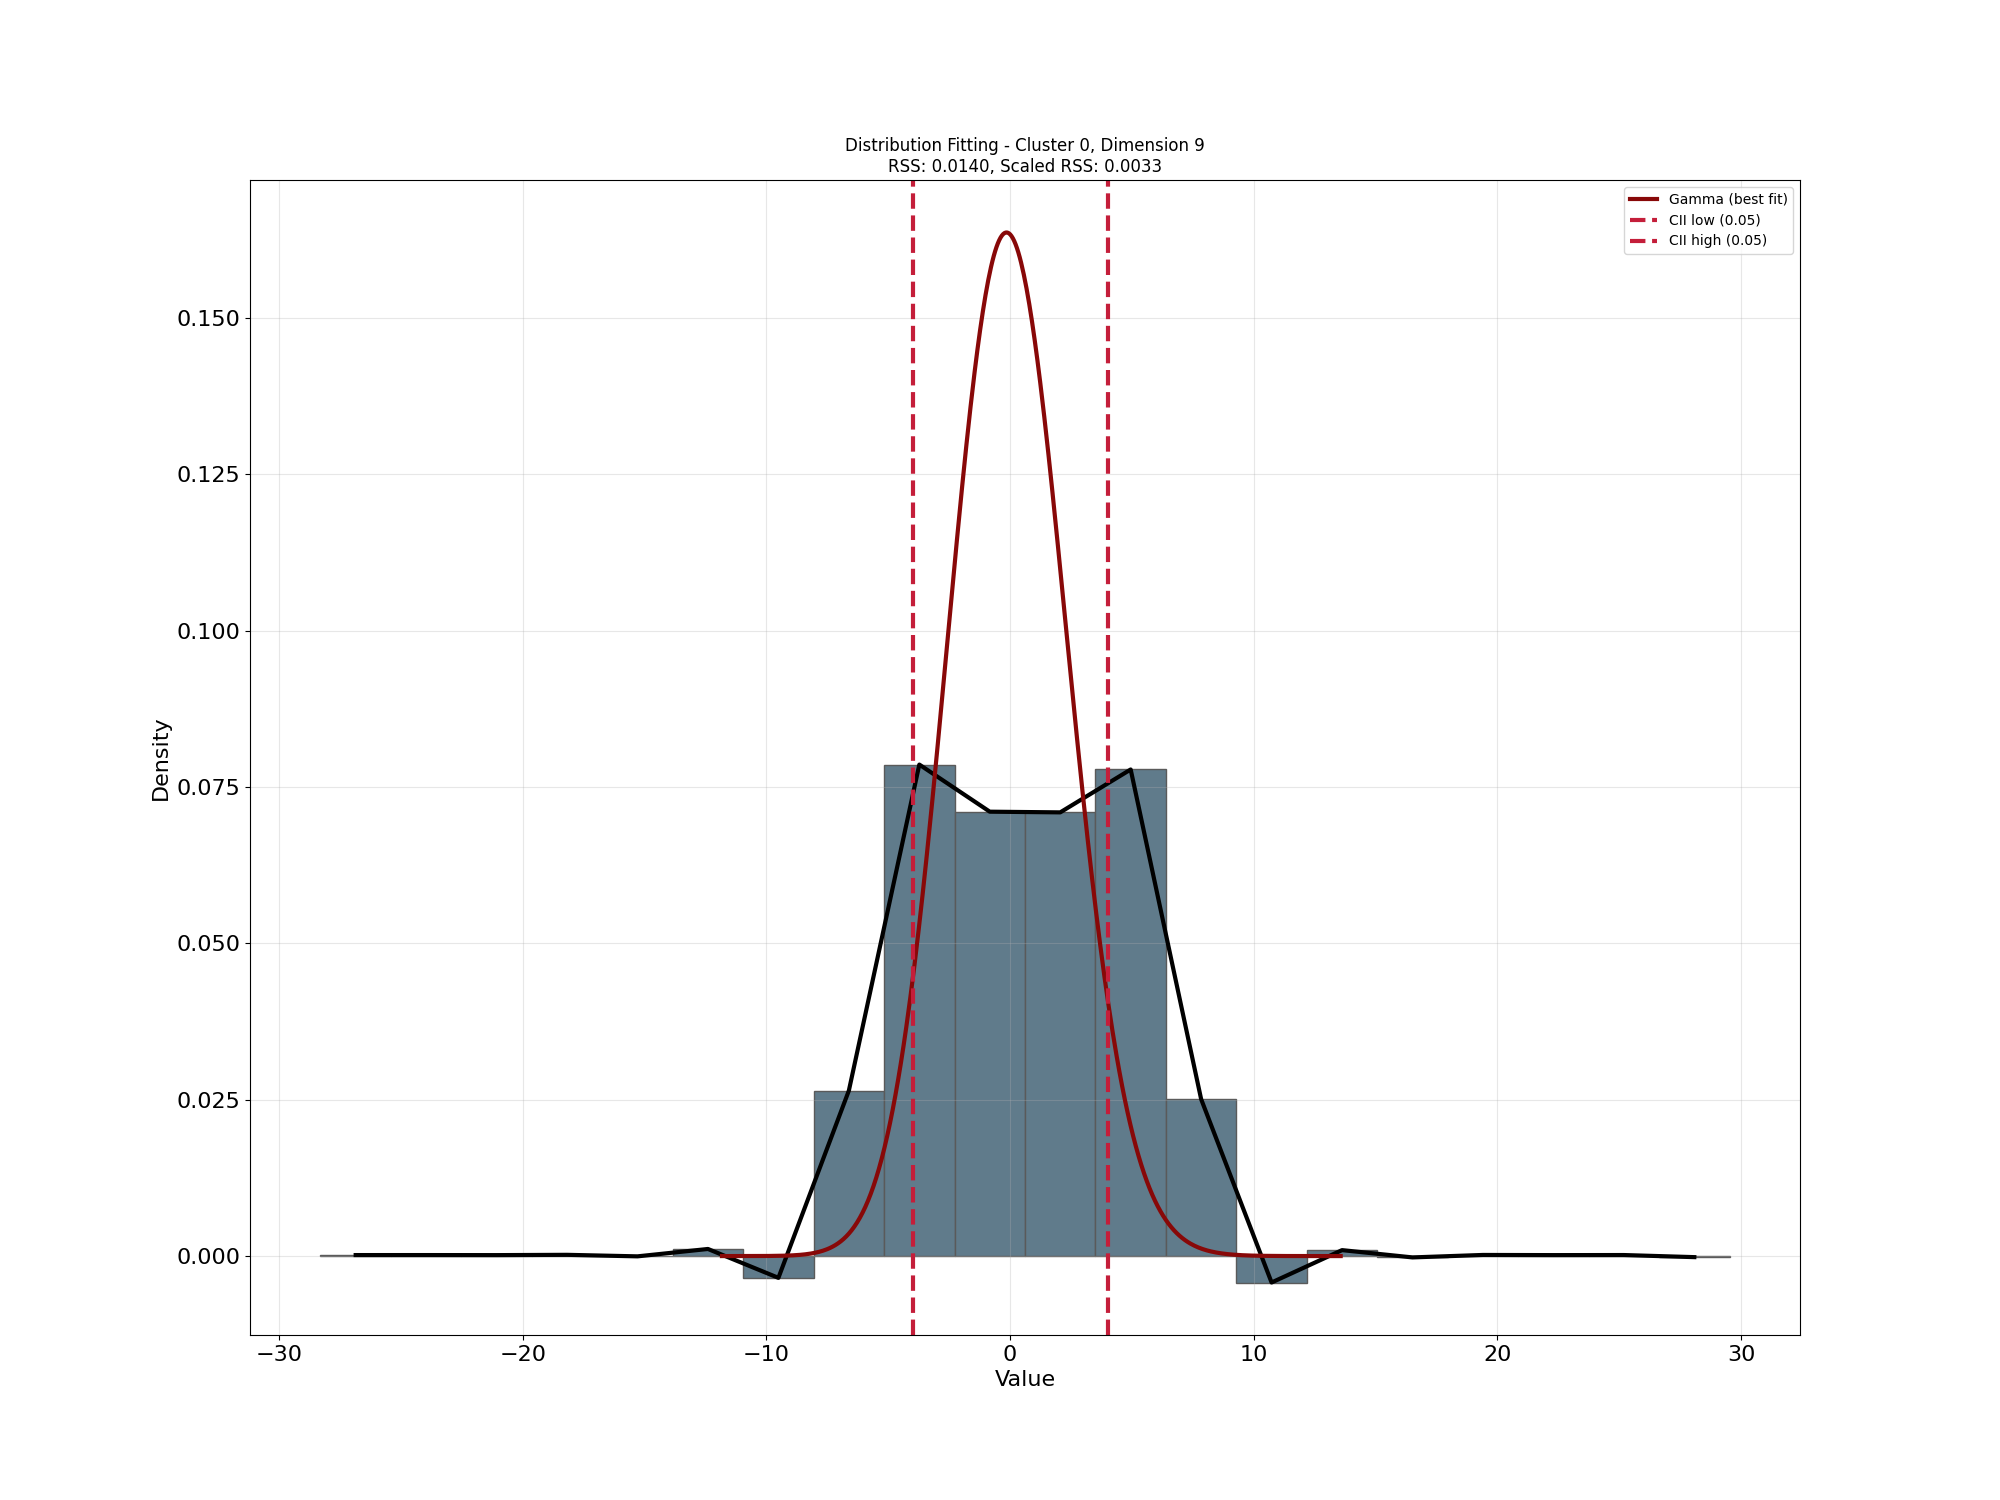 Distribution Fitting - Cluster 0, Dimension 9
RSS: 0.0140, Scaled RSS: 0.0033
Gamma (best fit)
CII low (0.05)
CII high (0.05)
0.150
0.125
0.100
0.075
0.050
0.025
0.000
Density
−30 −20 −10 0 10 20 30
Value